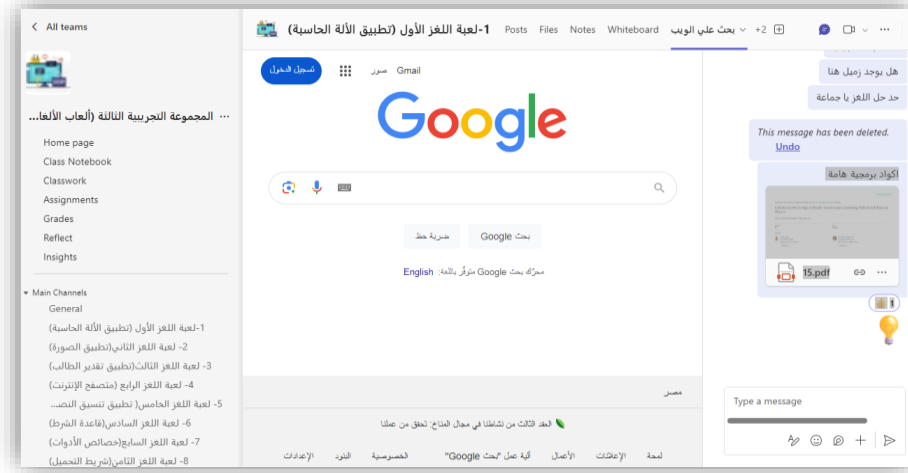 All teams
المجموعة التجريبية الثالثة (ألعاب الألغا... ···
Home page
Class Notebook
Classwork
Assignments
Grades
Reflect
Insights
Main Channels
General
1-لعبة اللغز الأول (تطبيق الألة الحاسبة)
2- لعبة اللغز الثاني(تطبيق الصورة)
3- لعبة اللغز الثالث(تطبيق تقدير الطالب)
4- لعبة اللغز الرابع (متصفح الإنترنت)
5- لعبة اللغز الخامس( تطبيق تنسيق النصـ...
6- لعبة اللغز السادس(قاعدة الشرط)
7- لعبة اللغز السابع(خصائص الأدوات)
8- لعبة اللغز الثامن(شريط التحميل)
1-لعبة اللغز الأول (تطبيق الألة الحاسبة) Posts Files Notes Whiteboard بحث علي الويب +2
تسجيل الدخول صور Gmail
Google
بحث Google ضربة حظ
محرّك بحث Google متوفّر باللغة: English
مصر
العقد الثالث من نشاطنا في مجال المناخ: تحقق من عملنا
لمحة الإعلانات الأعمال آلية عمل "بحث Google" الخصوصية البنود الإعدادات
هل يوجد زميل هنا
حد حل اللغز يا جماعة
This message has been deleted.
Undo
اكواد برمجية هامة
15.pdf
1
Type a message